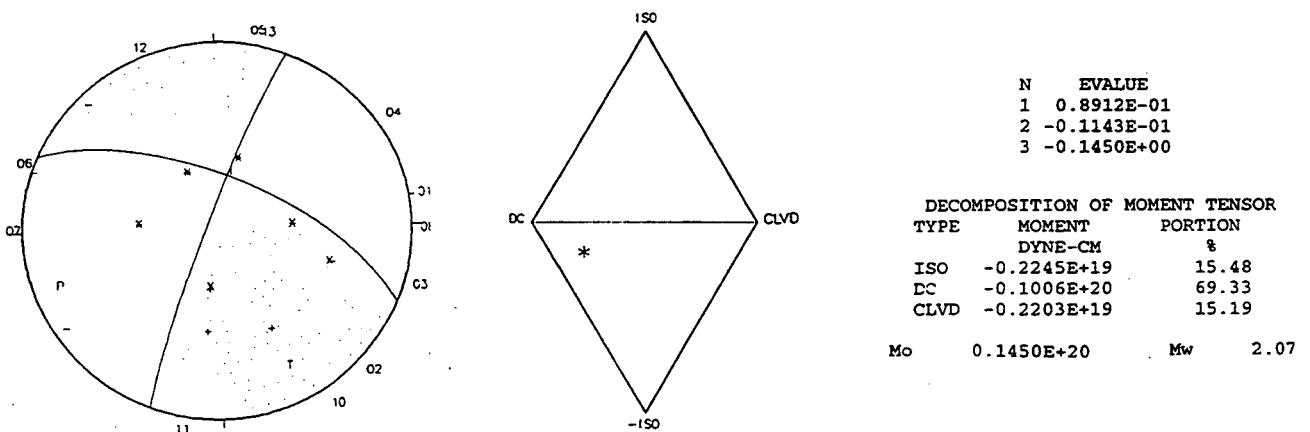 12
04
06
07
03
02
10
11
P
T
ISO
DC
CLVD
-ISO
N EVALUE
1 0.8912E-01
2 -0.1143E-01
3 -0.1450E+00
DECOMPOSITION OF MOMENT TENSOR
TYPE MOMENT PORTION
DYNE-CM %
ISO -0.2245E+19 15.48
DC -0.1006E+20 69.33
CLVD -0.2203E+19 15.19
Mo 0.1450E+20 Mw 2.07